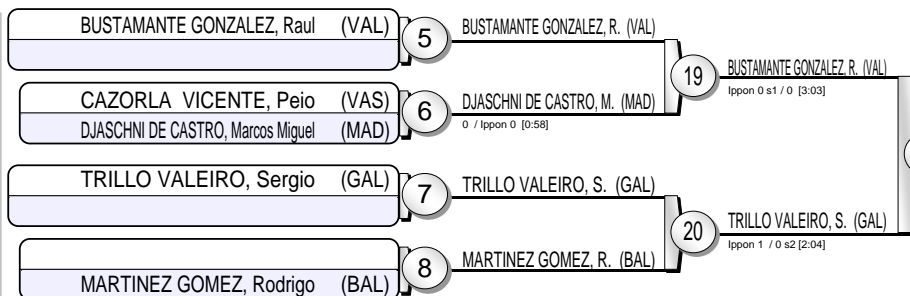 BUSTAMANTE GONZALEZ, Raul (VAL)
5
BUSTAMANTE GONZALEZ, R. (VAL)
19
BUSTAMANTE GONZALEZ, R. (VAL)
Ippon 0 s1 / 0 [3:03]
CAZORLA VICENTE, Peio (VAS)
DJASCHNI DE CASTRO, Marcos Miguel (MAD)
6
DJASCHNI DE CASTRO, M. (MAD)
0 / Ippon 0 [0:58]
TRILLO VALEIRO, Sergio (GAL)
7
TRILLO VALEIRO, S. (GAL)
20
TRILLO VALEIRO, S. (GAL)
Ippon 1 / 0 s2 [2:04]
MARTINEZ GOMEZ, Rodrigo (BAL)
8
MARTINEZ GOMEZ, R. (BAL)